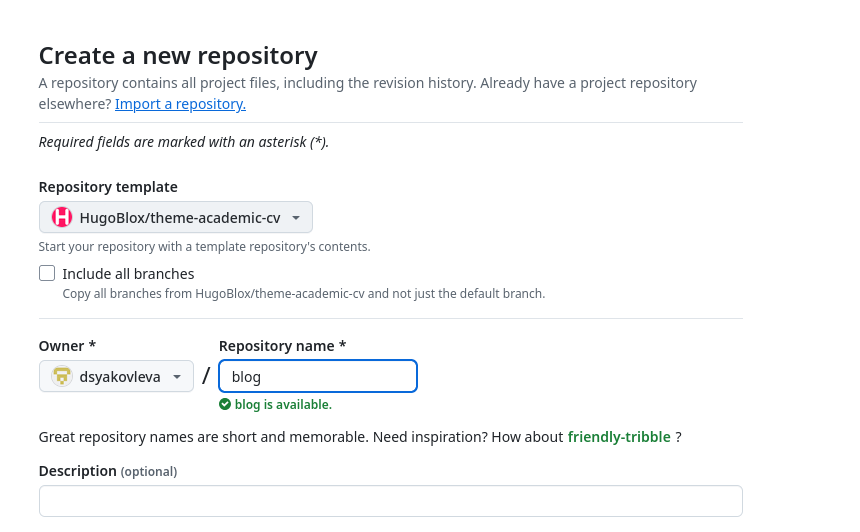 Create a new repository
A repository contains all project files, including the revision history. Already have a project repository
elsewhere? Import a repository.
Required fields are marked with an asterisk (*).
Repository template
HugoBlox/theme-academic-cv
Start your repository with a template repository's contents.
Include all branches
Copy all branches from HugoBlox/theme-academic-cv and not just the default branch.
Owner * Repository name *
dsyakovleva / blog
blog is available.
Great repository names are short and memorable. Need inspiration? How about friendly-tribble ?
Description (optional)